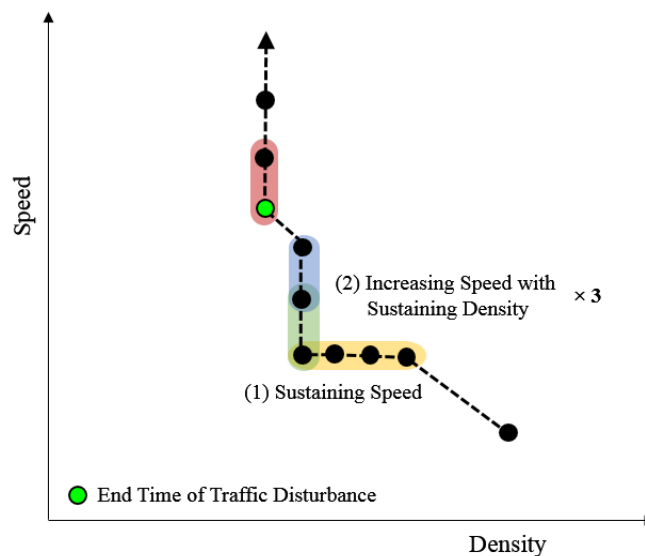 Speed
(2) Increasing Speed with
Sustaining Density
× 3
(1) Sustaining Speed
End Time of Traffic Disturbance
Density